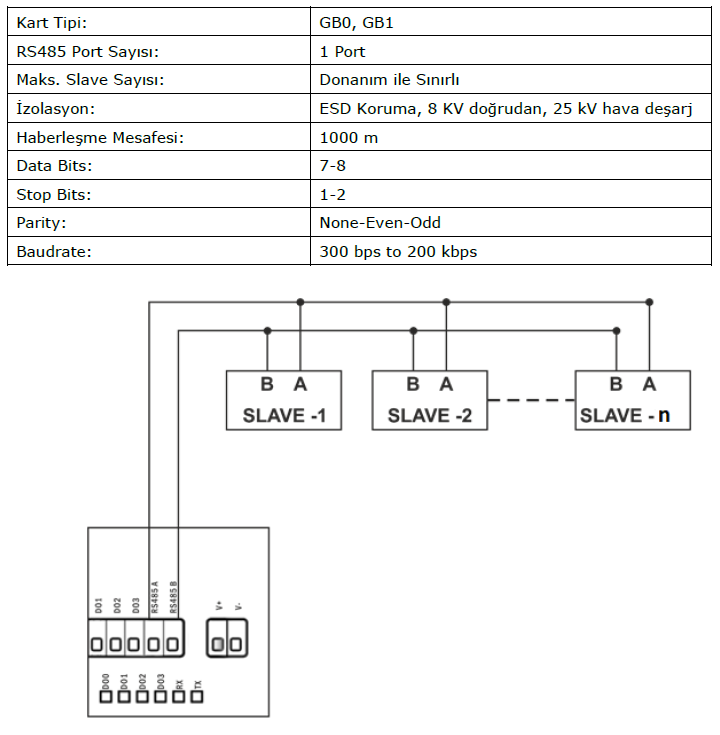 Kart Tipi: GB0, GB1
RS485 Port Sayısı: 1 Port
Maks. Slave Sayısı: Donanım ile Sınırlı
İzolasyon: ESD Koruma, 8 KV doğrudan, 25 kV hava deşarj
Haberleşme Mesafesi: 1000 m
Data Bits: 7-8
Stop Bits: 1-2
Parity: None-Even-Odd
Baudrate: 300 bps to 200 kbps
B A B A B A
SLAVE -1 SLAVE -2 SLAVE - n
DO1 DO2 DO3 RS485 A RS485 B V+ V-
DO0 DO1 DO2 DO3 RX TX